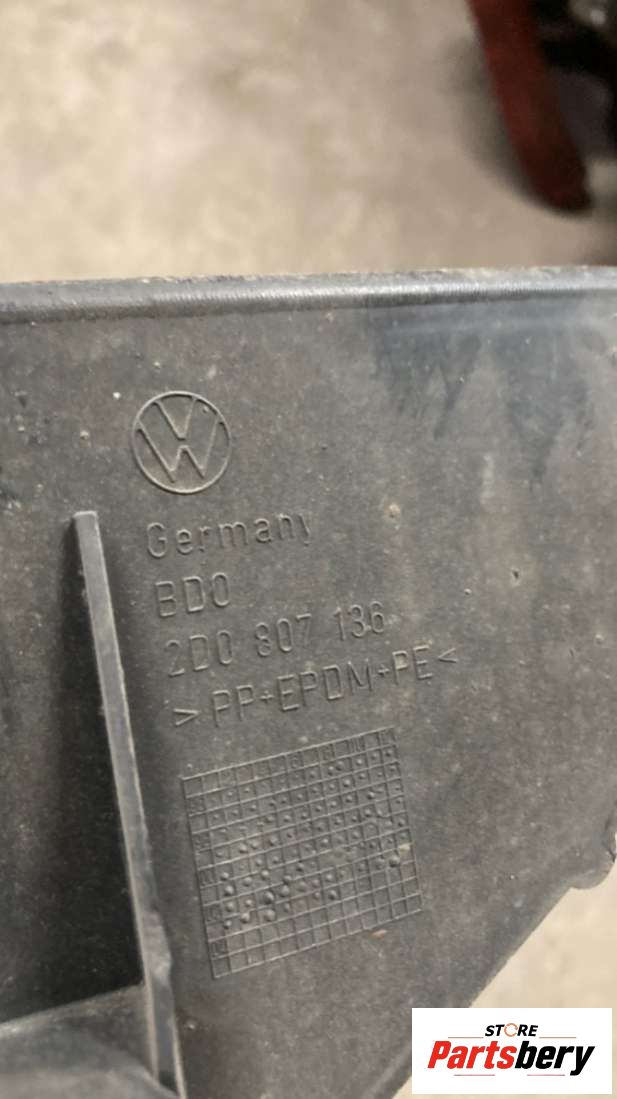 Germany
BDO
2D0 807 136
>PP+EPDM+PE<
STORE
Partsbery